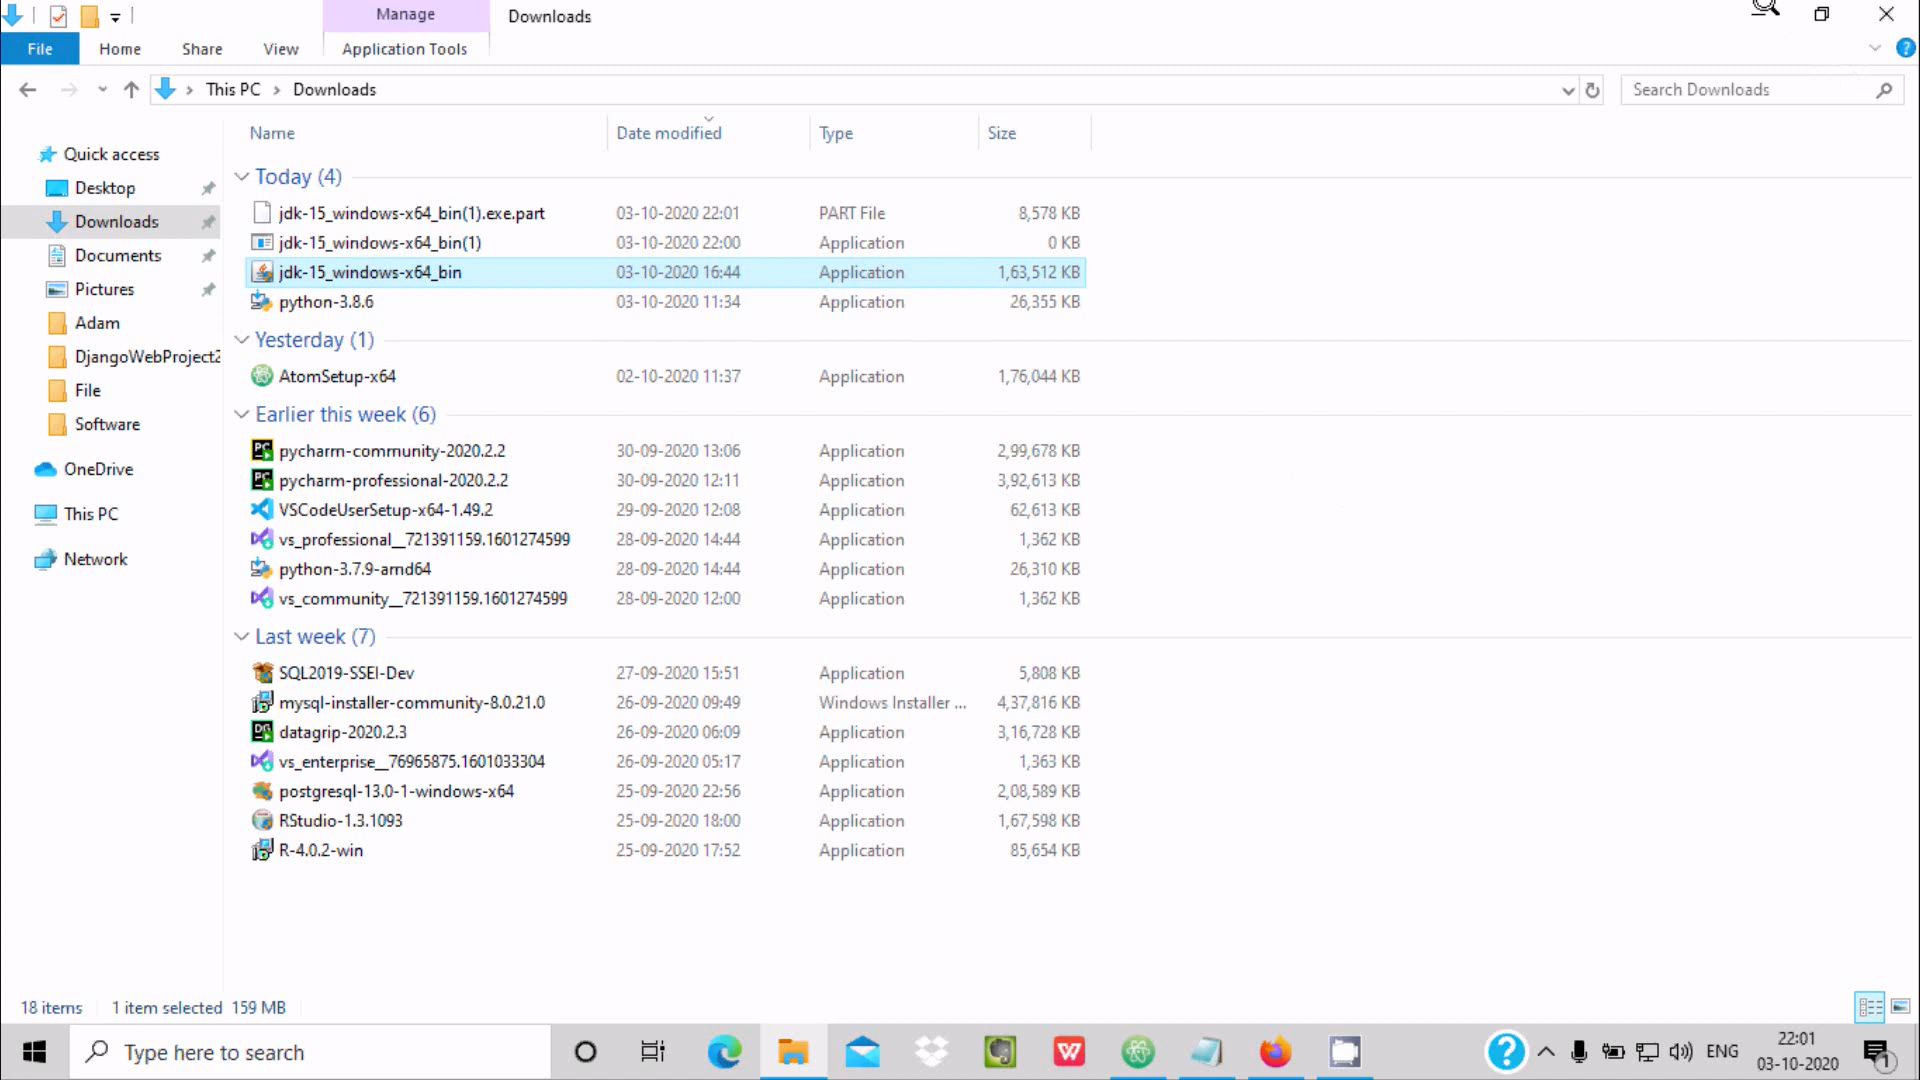 Manage
Downloads
File
Home
Share
View
Application Tools
This PC
Downloads
Search Downloads
Name
Date modified
Type
Size
Quick access
Desktop
Downloads
Documents
Pictures
Adam
DjangoWebProject2
File
Software
OneDrive
This PC
Network
Today (4)
jdk-15_windows-x64_bin(1).exe.part 03-10-2020 22:01 PART File 8,578 KB
jdk-15_windows-x64_bin(1) 03-10-2020 22:00 Application 0 KB
jdk-15_windows-x64_bin 03-10-2020 16:44 Application 1,63,512 KB
python-3.8.6 03-10-2020 11:34 Application 26,355 KB
Yesterday (1)
AtomSetup-x64 02-10-2020 11:37 Application 1,76,044 KB
Earlier this week (6)
pycharm-community-2020.2.2 30-09-2020 13:06 Application 2,99,678 KB
pycharm-professional-2020.2.2 30-09-2020 12:11 Application 3,92,613 KB
VSCodeUserSetup-x64-1.49.2 29-09-2020 12:08 Application 62,613 KB
vs_professional__721391159.1601274599 28-09-2020 14:44 Application 1,362 KB
python-3.7.9-amd64 28-09-2020 14:44 Application 26,310 KB
vs_community__721391159.1601274599 28-09-2020 12:00 Application 1,362 KB
Last week (7)
SQL2019-SSEI-Dev 27-09-2020 15:51 Application 5,808 KB
mysql-installer-community-8.0.21.0 26-09-2020 09:49 Windows Installer ... 4,37,816 KB
datagrip-2020.2.3 26-09-2020 06:09 Application 3,16,728 KB
vs_enterprise__76965875.1601033304 26-09-2020 05:17 Application 1,363 KB
postgresql-13.0-1-windows-x64 25-09-2020 22:56 Application 2,08,589 KB
RStudio-1.3.1093 25-09-2020 18:00 Application 1,67,598 KB
R-4.0.2-win 25-09-2020 17:52 Application 85,654 KB
18 items 1 item selected 159 MB
Type here to search
ENG
22:01
03-10-2020
1